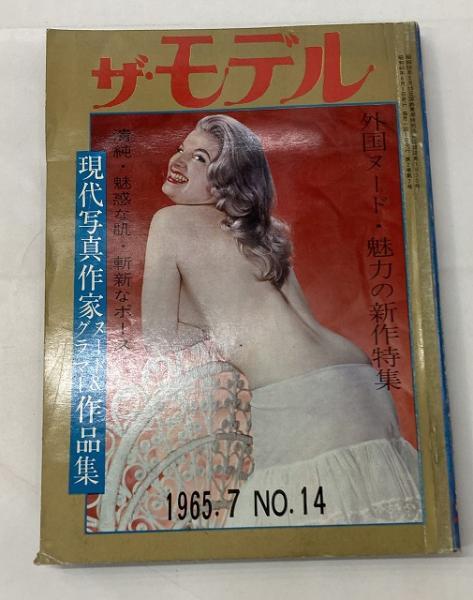 ザ・モデル
外国ヌード・魅力の新作特集
清純・魅惑な肌・斬新なポーズ
現代写真作家ヌード&グラマー作品集
1965.7 NO.14